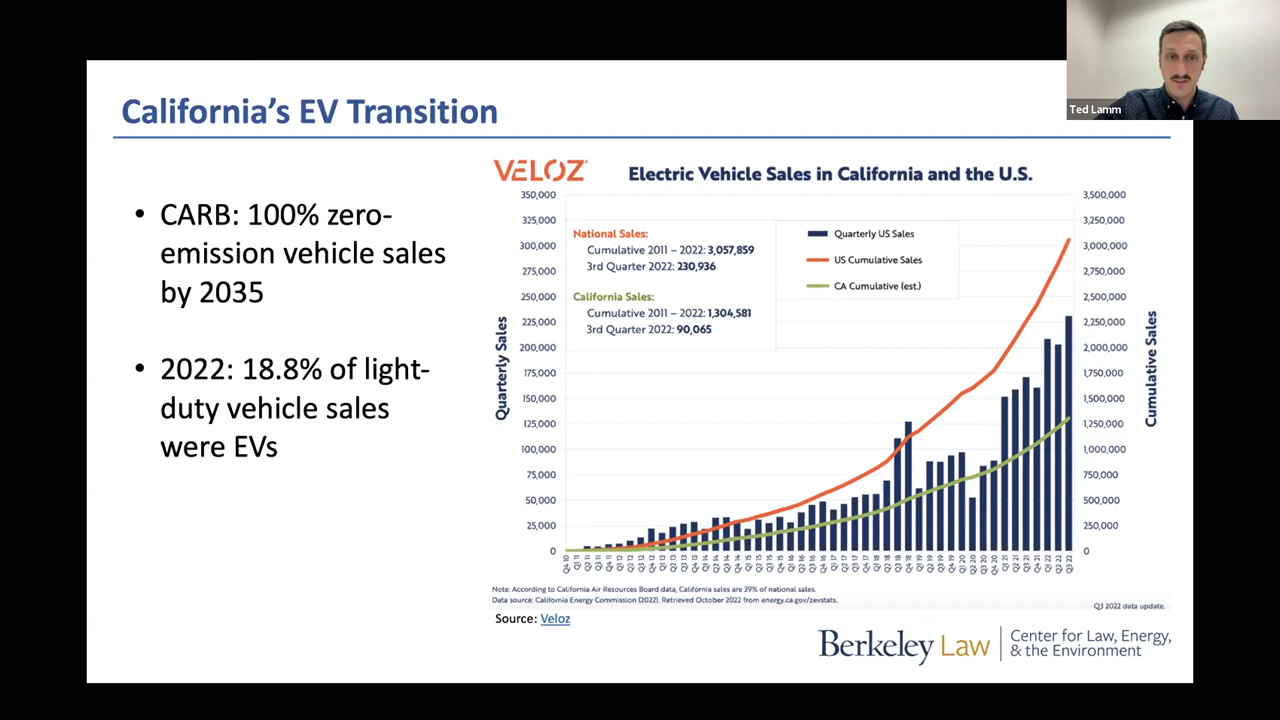 Ted Lamm
California's EV Transition
• CARB: 100% zero-
emission vehicle sales
by 2035
• 2022: 18.8% of light-
duty vehicle sales
were EVs
VELOZ
Electric Vehicle Sales in California and the U.S.
350,000
325,000
300,000
275,000
250,000
225,000
200,000
175,000
150,000
125,000
100,000
75,000
50,000
25,000
0
Quarterly Sales
National Sales:
Cumulative 2011 – 2022: 3,057,859
3rd Quarter 2022: 230,936
California Sales:
Cumulative 2011 – 2022: 1,304,581
3rd Quarter 2022: 90,065
Quarterly US Sales
US Cumulative Sales
CA Cumulative (est.)
3,500,000
3,250,000
3,000,000
2,750,000
2,500,000
2,250,000
2,000,000
1,750,000
1,500,000
1,250,000
1,000,000
750,000
500,000
250,000
0
Cumulative Sales
Note: According to California Air Resources Board data, California sales are 39% of national sales.
Data source: California Energy Commission (2022). Retrieved October 2022 from energy.ca.gov/zevstats.
Q3 2022 data update.
Source: Veloz
Berkeley Law
Center for Law, Energy,
& the Environment